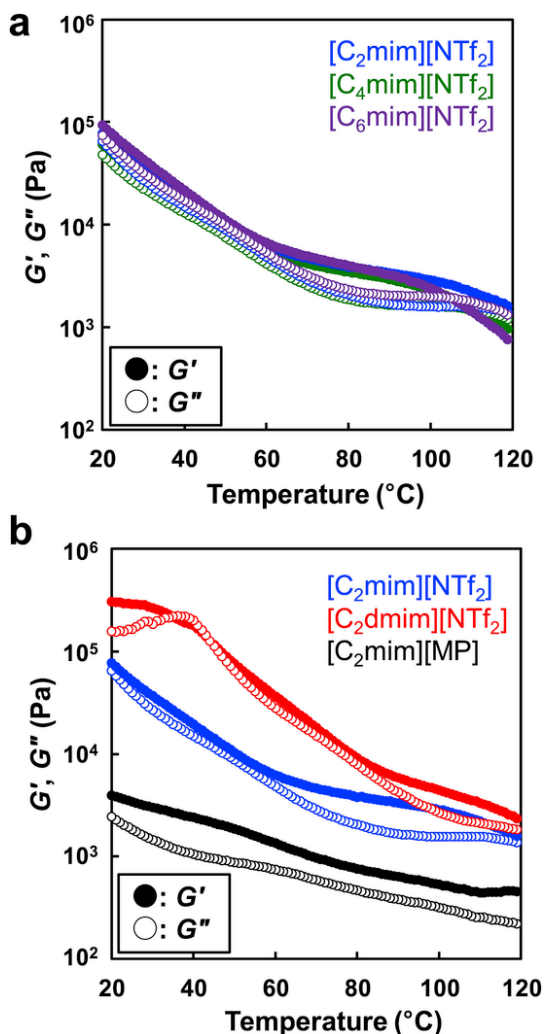 a
10⁶
10⁵
10⁴
10³
10²
G′, G″ (Pa)
[C₂mim][NTf₂]
[C₄mim][NTf₂]
[C₆mim][NTf₂]
: G′
: G″
20 40 60 80 100 120
Temperature (°C)
b
10⁶
10⁵
10⁴
10³
10²
G′, G″ (Pa)
[C₂mim][NTf₂]
[C₂dmim][NTf₂]
[C₂mim][MP]
: G′
: G″
20 40 60 80 100 120
Temperature (°C)